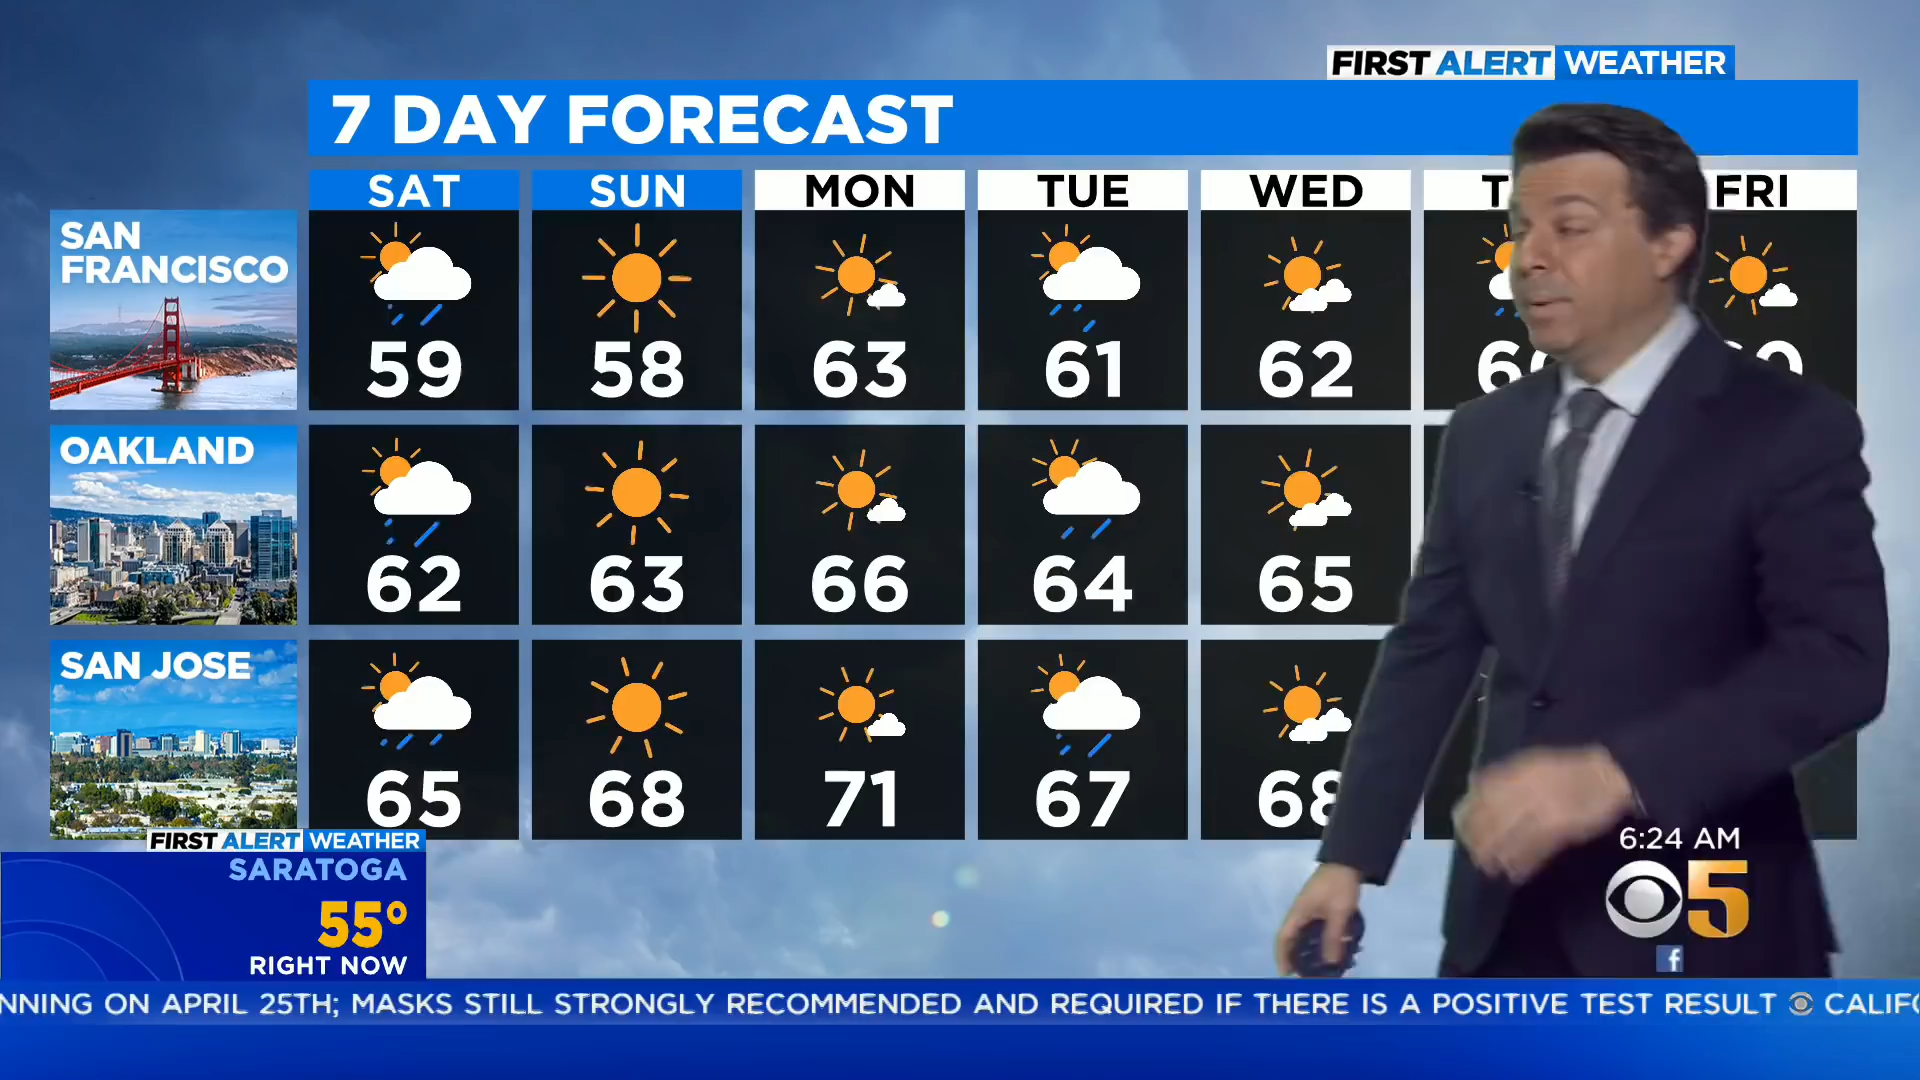 FIRST ALERT WEATHER
7 DAY FORECAST
SAT SUN MON TUE WED FRI
SAN
FRANCISCO
59 58 63 61 62
OAKLAND
62 63 66 64 65
SAN JOSE
65 68 71 67 68
FIRST ALERT WEATHER
SARATOGA
55°
RIGHT NOW
6:24 AM
5
f
NNING ON APRIL 25TH; MASKS STILL STRONGLY RECOMMENDED AND REQUIRED IF THERE IS A POSITIVE TEST RESULT CALIFO